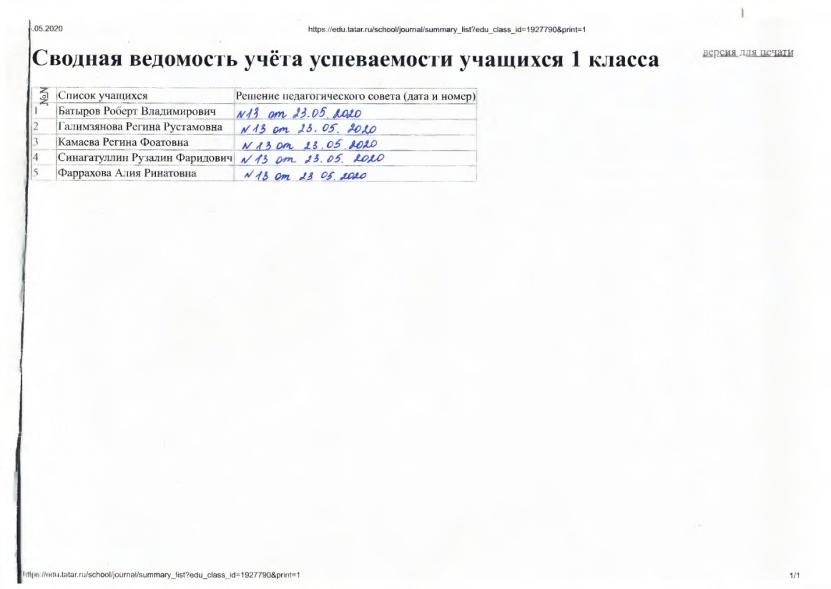 .05.2020 https://edu.tatar.ru/school/journal/summary_list?edu_class_id=1927790&print=1
Сводная ведомость учёта успеваемости учащихся 1 класса
версия для печати
№N Список учащихся Решение педагогического совета (дата и номер)
1 Батыров Роберт Владимирович N13 от 23.05.2020
2 Галимзянова Регина Рустамовна N13 от 23.05.2020
3 Камаева Регина Фоатовна N13 от 23.05.2020
4 Синагатуллин Рузалин Фаридович N13 от 23.05.2020
5 Фаррахова Алия Ринатовна N13 от 23 05.2020
https://edu.tatar.ru/school/journal/summary_list?edu_class_id=1927790&print=1 1/1